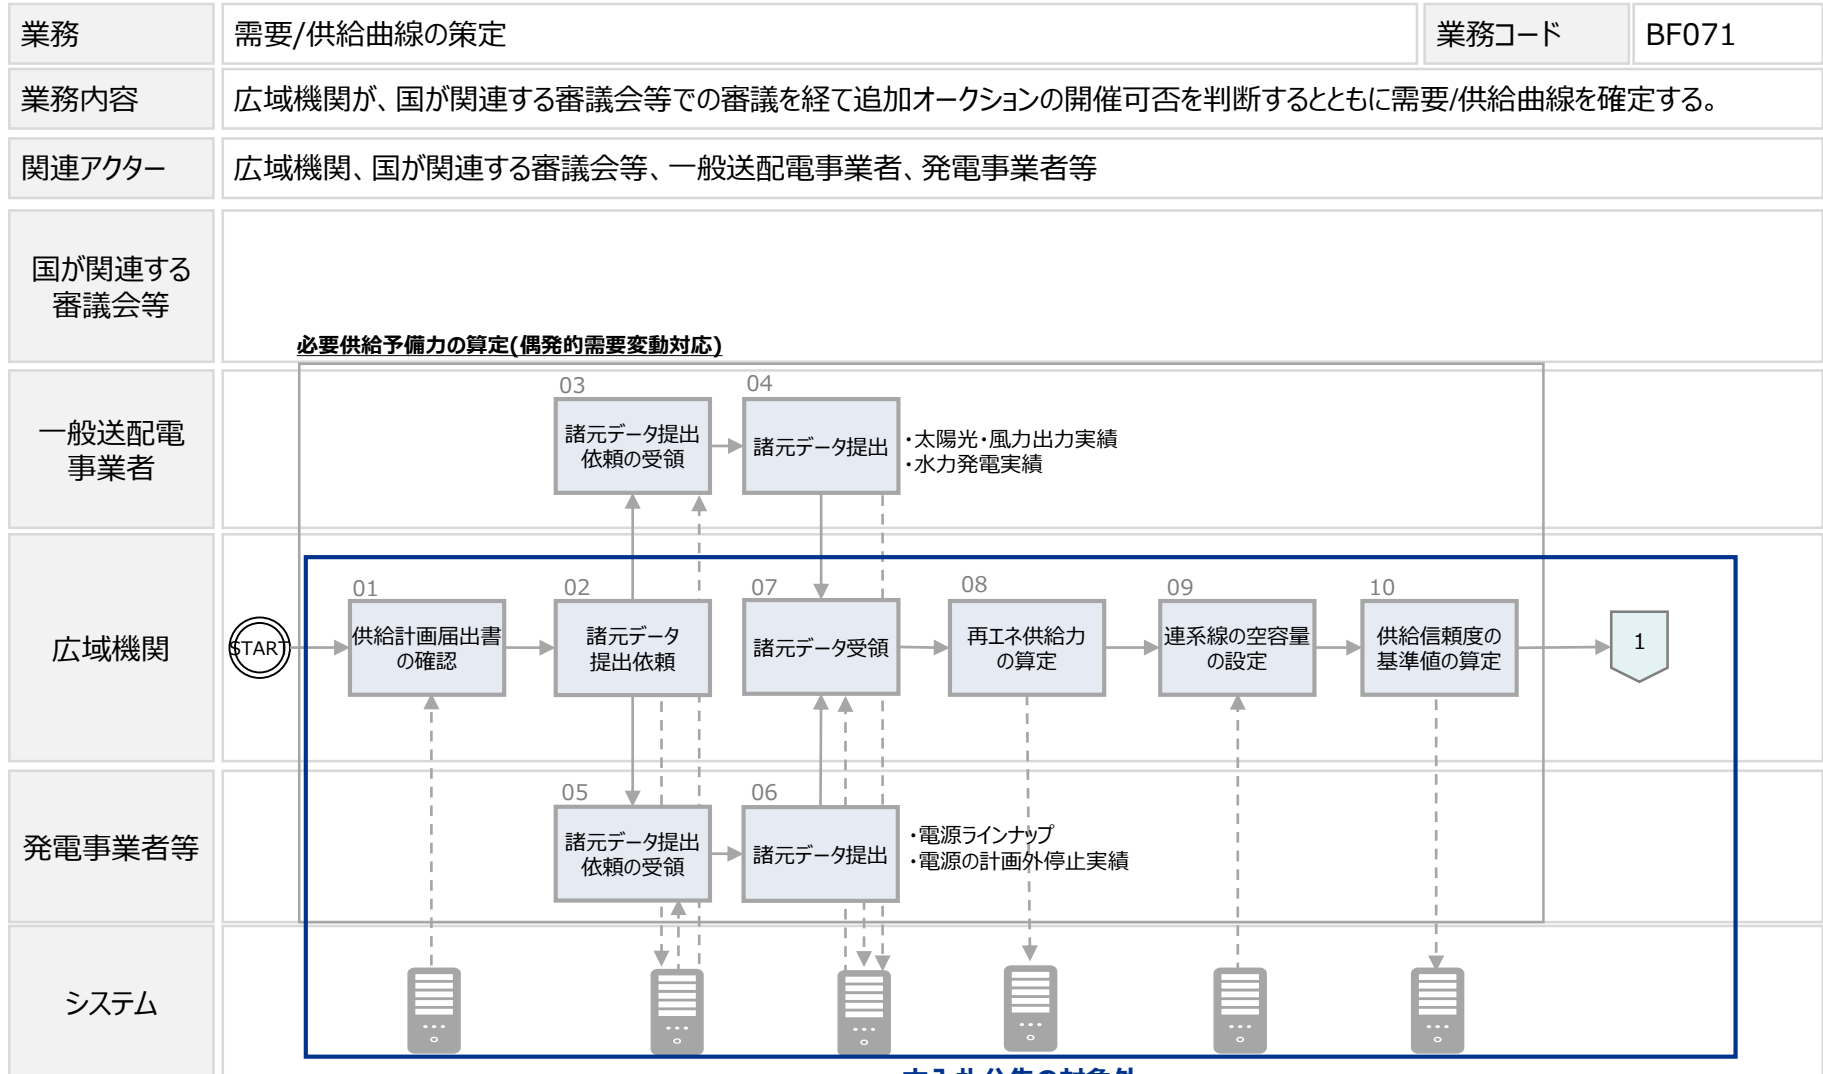 業務
需要/供給曲線の策定
業務コード
BF071
業務内容
広域機関が、国が関連する審議会等での審議を経て追加オークションの開催可否を判断するとともに需要/供給曲線を確定する。
関連アクター
広域機関、国が関連する審議会等、一般送配電事業者、発電事業者等
国が関連する
審議会等
必要供給予備力の算定(偶発的需要変動対応)
一般送配電
事業者
03
諸元データ提出
依頼の受領
04
諸元データ提出
・太陽光・風力出力実績
・水力発電実績
広域機関
START
01
供給計画届出書
の確認
02
諸元データ
提出依頼
07
諸元データ受領
08
再エネ供給力
の算定
09
連系線の空容量
の設定
10
供給信頼度の
基準値の算定
1
発電事業者等
05
諸元データ提出
依頼の受領
06
諸元データ提出
・電源ラインナップ
・電源の計画外停止実績
システム